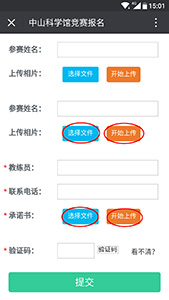 15:01
中山科学馆竞赛报名
参赛姓名：
上传相片： 选择文件 开始上传
参赛姓名：
上传相片： 选择文件 开始上传
*教练员：
*联系电话：
*承诺书： 选择文件 开始上传
*验证码： 验证码 看不清？
提交